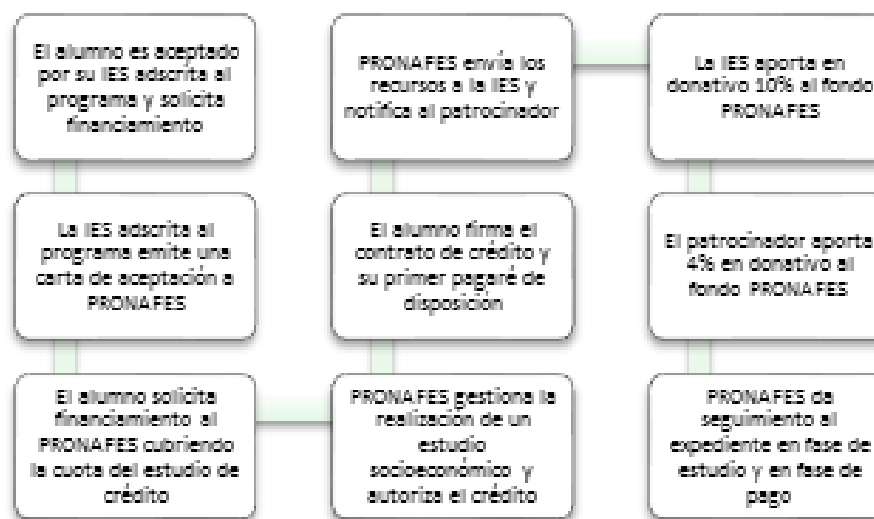 El alumno es aceptado
por su IES adscrita al
programa y solicita
financiamiento
La IES adscrita al
programa emite una
carta de aceptación a
PRONAFES
El alumno solicita
financiamiento al
PRONAFES cubriendo
la cuota del estudio de
crédito
PRONAFES gestiona la
realización de un
estudio
socioeconómico y
autoriza el crédito
El alumno firma el
contrato de crédito y
su primer pagaré de
disposición
PRONAFES envía los
recursos a la IES y
notifica al patrocinador
La IES aporta en
donativo 10% al fondo
PRONAFES
El patrocinador aporta
4% en donativo al
fondo PRONAFES
PRONAFES da
seguimiento al
expediente en fase de
estudio y en fase de
pago